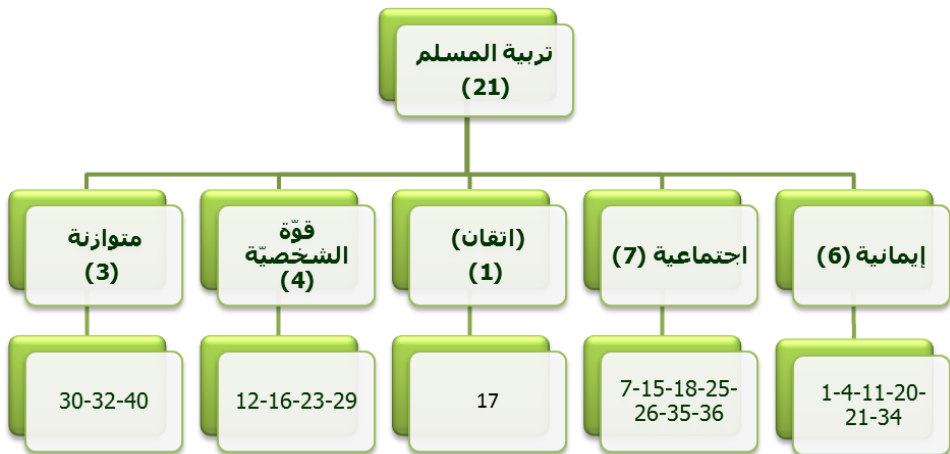 تربية المسلم
(21)
إيمانية (6)
اجتماعية (7)
(اتقان)
(1)
قوّة
الشخصيّة
(4)
متوازنة
(3)
1-4-11-20-
21-34
7-15-18-25-
26-35-36
17
12-16-23-29
30-32-40